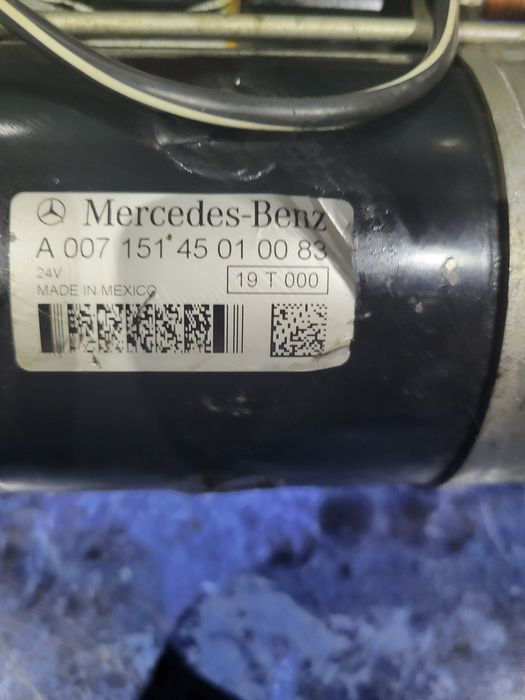 Mercedes-Benz
A 007 151 45 01 00 83
24V
19 T 000
MADE IN MEXICO